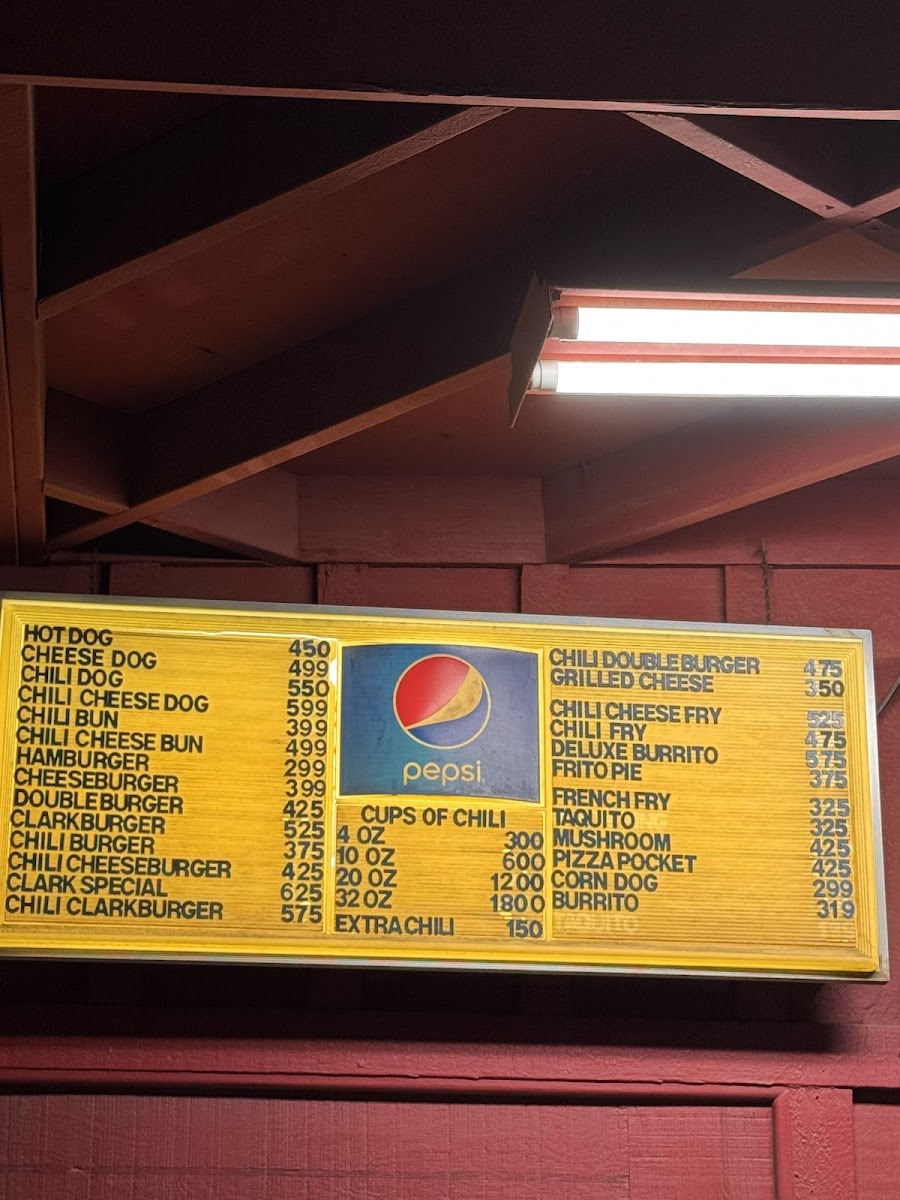 HOT DOG 450
CHEESE DOG 499
CHILI DOG 550
CHILI CHEESE DOG 599
CHILI BUN 399
CHILI CHEESE BUN 499
HAMBURGER 299
CHEESEBURGER 399
DOUBLE BURGER 425
CLARKBURGER 525
CHILI BURGER 375
CHILI CHEESEBURGER 425
CLARK SPECIAL 625
CHILI CLARKBURGER 575
pepsi
CUPS OF CHILI
4 OZ 300
10 OZ 600
20 OZ 1200
32 OZ 1800
EXTRA CHILI 150
CHILI DOUBLE BURGER 475
GRILLED CHEESE 350
CHILI CHEESE FRY 525
CHILI FRY 475
DELUXE BURRITO 575
FRITO PIE 375
FRENCH FRY 325
TAQUITO 325
MUSHROOM 425
PIZZA POCKET 425
CORN DOG 299
BURRITO 319
TAQUITO